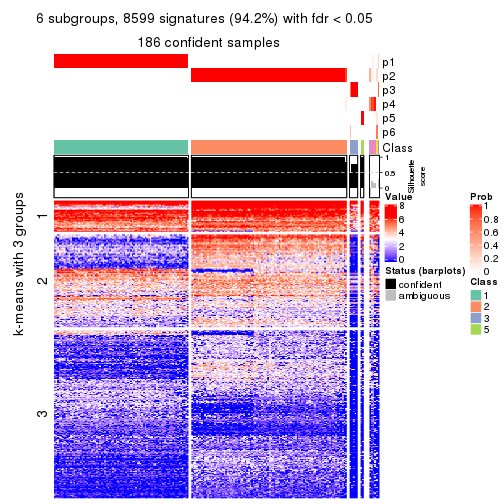 6 subgroups, 8599 signatures (94.2%) with fdr < 0.05
186 confident samples
p1
p2
p3
p4
p5
p6
Class
1
0.5
0
Silhouette
score
k-means with 3 groups
1
2
3
Value
8
6
4
2
0
Status (barplots)
confident
ambiguous
Prob
1
0.8
0.6
0.4
0.2
0
Class
1
2
3
5